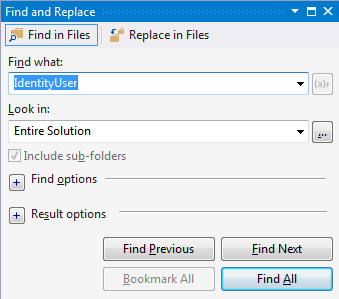 Find and Replace
Find in Files Replace in Files
Find what:
IdentityUser
(a)+
Look in:
Entire Solution
...
Include sub-folders
+ Find options
+ Result options
Find Previous Find Next
Bookmark All Find All